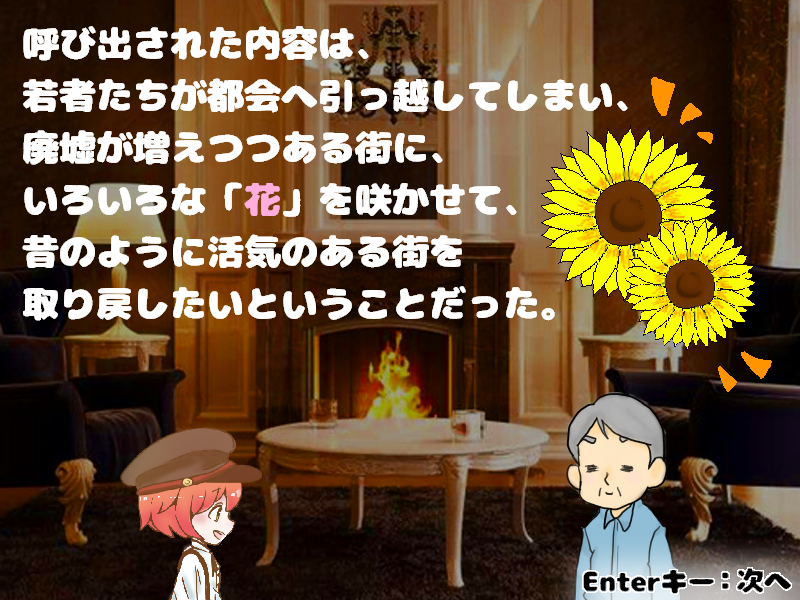 呼び出された内容は、
若者たちが都会へ引っ越してしまい、
廃墟が増えつつある街に、
いろいろな「花」を咲かせて、
昔のように活気のある街を
取り戻したいということだった。
Enterキー：次へ